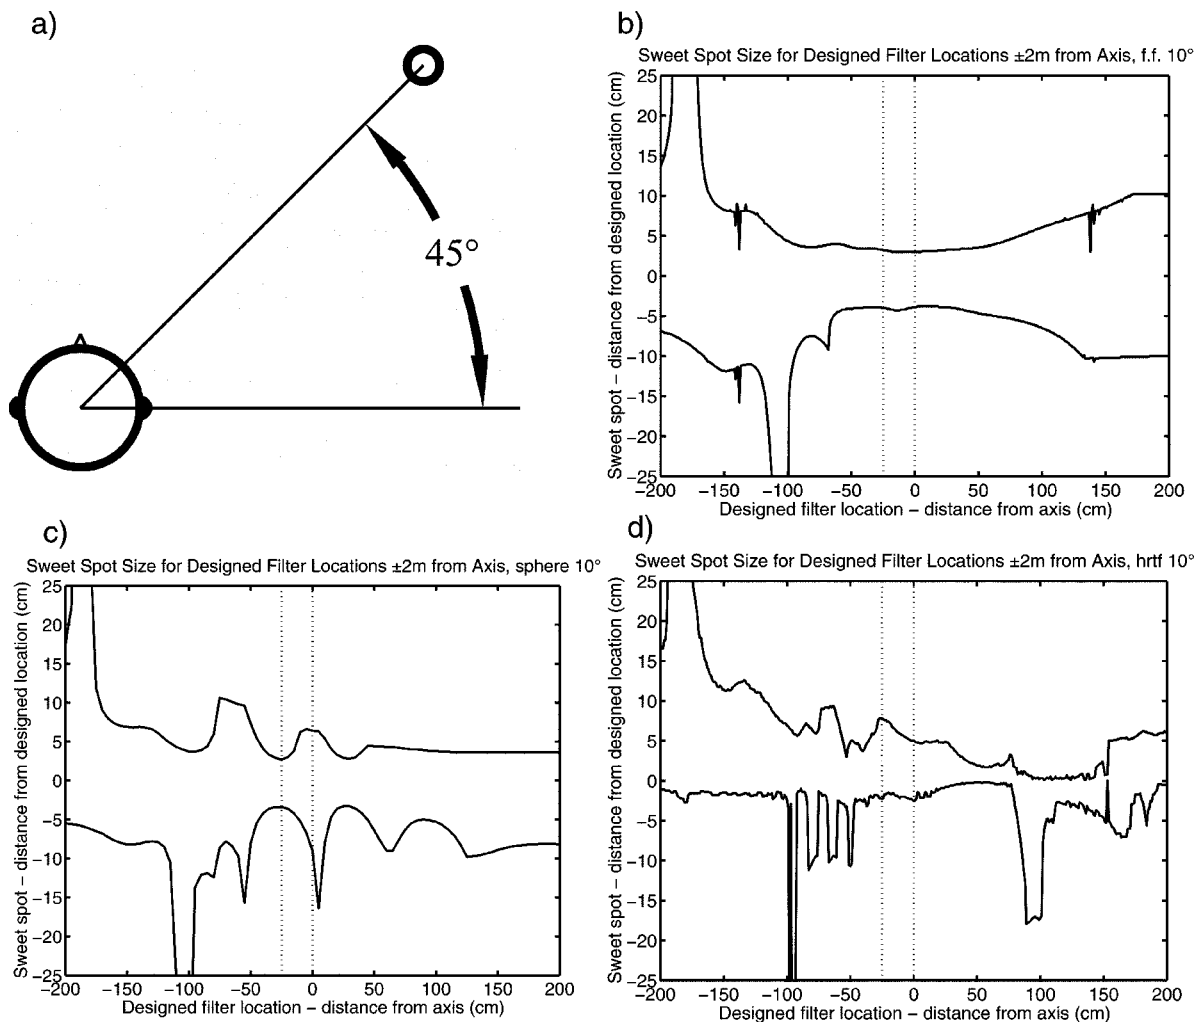 a)
45°
b)
Sweet Spot Size for Designed Filter Locations ±2m from Axis, f.f. 10°
Sweet spot – distance from designed location (cm)
25
20
15
10
5
0
−5
−10
−15
−20
−25
−200 −150 −100 −50 0 50 100 150 200
Designed filter location – distance from axis (cm)
c)
Sweet Spot Size for Designed Filter Locations ±2m from Axis, sphere 10°
Sweet spot – distance from designed location (cm)
25
20
15
10
5
0
−5
−10
−15
−20
−25
−200 −150 −100 −50 0 50 100 150 200
Designed filter location – distance from axis (cm)
d)
Sweet Spot Size for Designed Filter Locations ±2m from Axis, hrtf 10°
Sweet spot – distance from designed location (cm)
25
20
15
10
5
0
−5
−10
−15
−20
−25
−200 −150 −100 −50 0 50 100 150 200
Designed filter location – distance from axis (cm)